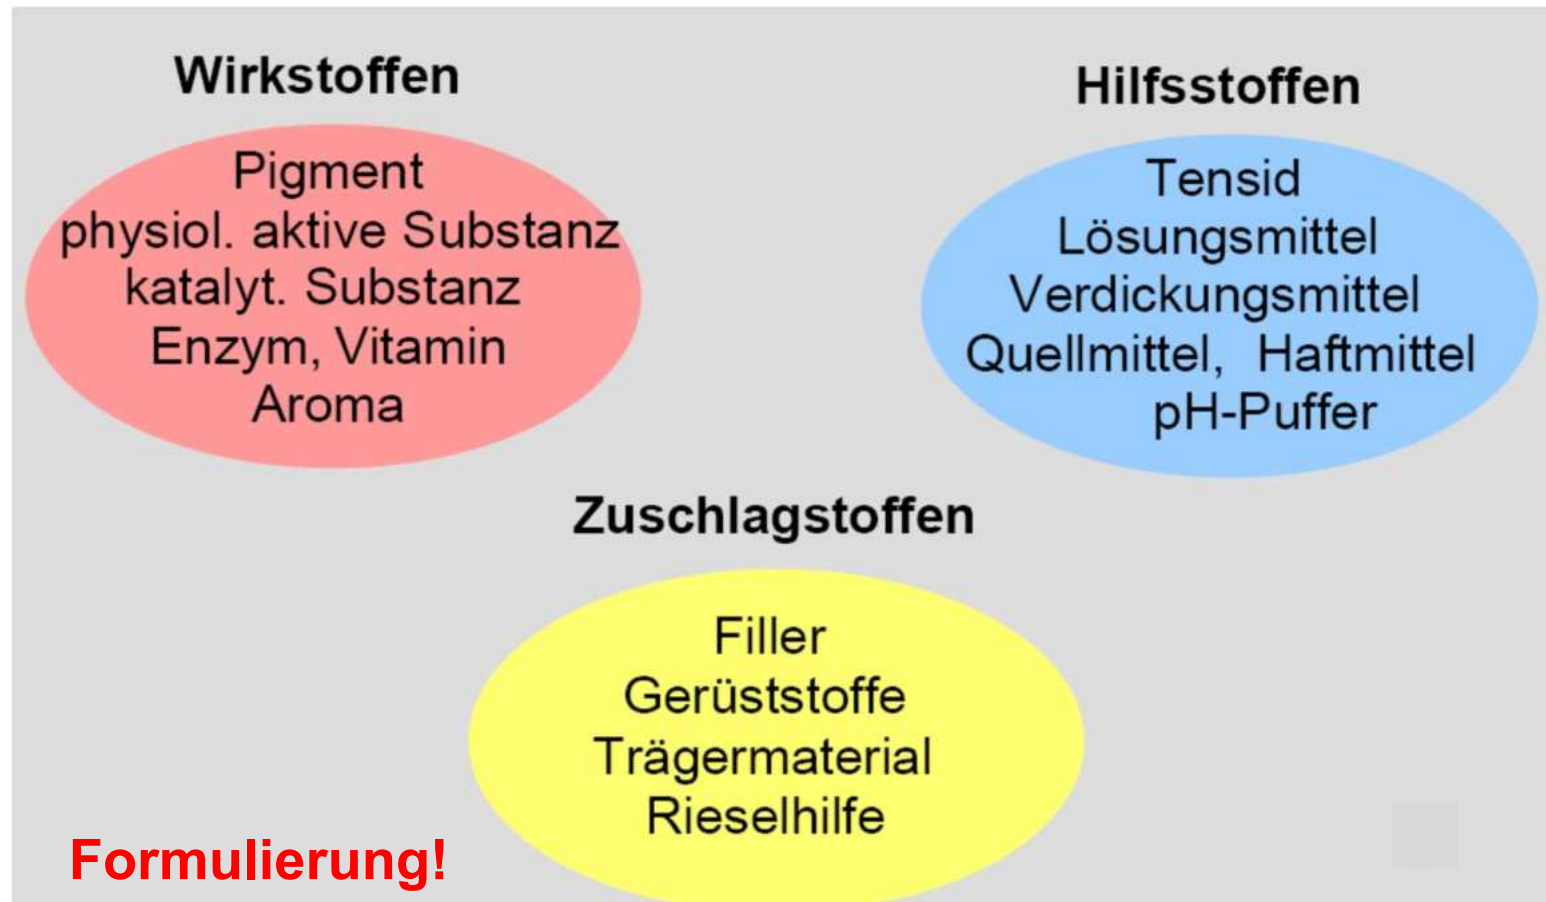 Wirkstoffen
Pigment
physiol. aktive Substanz
katalyt. Substanz
Enzym, Vitamin
Aroma
Hilfsstoffen
Tensid
Lösungsmittel
Verdickungsmittel
Quellmittel, Haftmittel
pH-Puffer
Zuschlagstoffen
Filler
Gerüststoffe
Trägermaterial
Rieselhilfe
Formulierung!